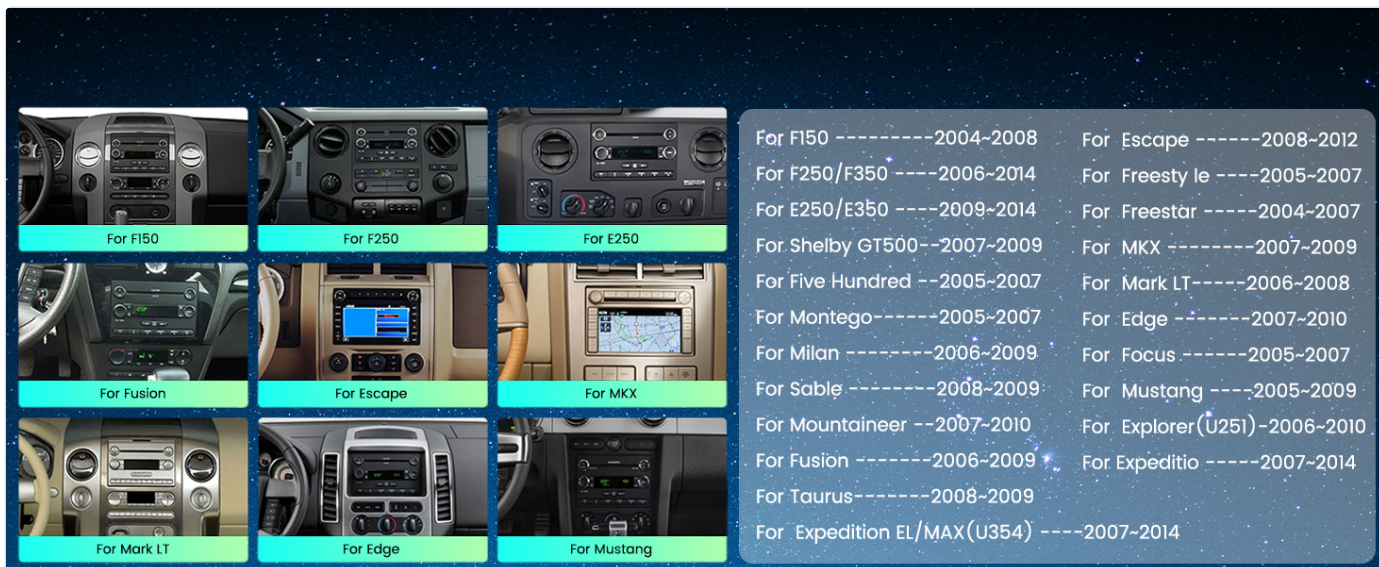 For F150
For F250
For E250
For Fusion
For Escape
For MKX
For Mark LT
For Edge
For Mustang
For F150 ----------2004~2008
For F250/F350 ----2006~2014
For E250/E350 ----2009~2014
For Shelby GT500--2007~2009
For Five Hundred --2005~2007
For Montego------2005~2007
For Milan ---------2006~2009
For Sable --------2008~2009
For Mountaineer --2007~2010
For Fusion --------2006~2009
For Taurus--------2008~2009
For Expedition EL/MAX(U354) ----2007~2014
For Escape ------2008~2012
For Freesty le ----2005~2007
For Freestar -----2004~2007
For MKX --------2007~2009
For Mark LT-----2006~2008
For Edge -------2007~2010
For Focus ------2005~2007
For Mustang ----2005~2009
For Explorer(U251)-2006~2010
For Expeditio -----2007~2014